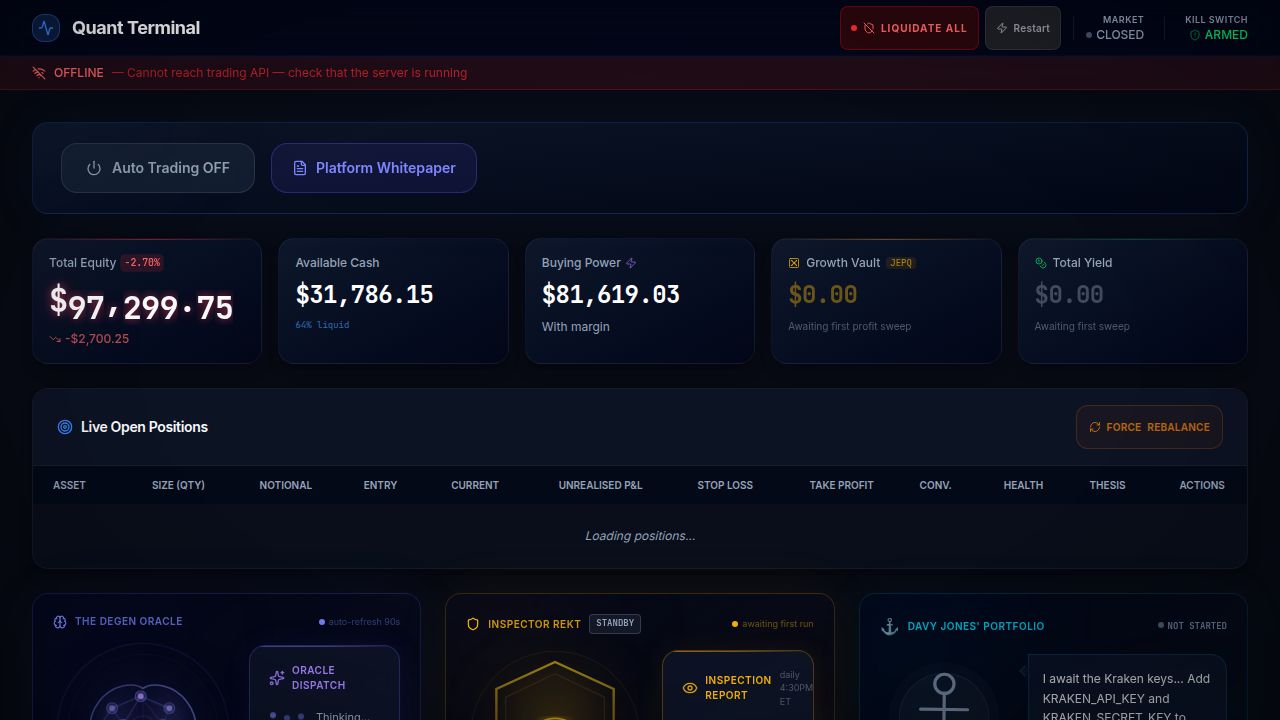 Quant Terminal
LIQUIDATE ALL
Restart
MARKET
CLOSED
KILL SWITCH
ARMED
OFFLINE — Cannot reach trading API — check that the server is running
Auto Trading OFF
Platform Whitepaper
Total Equity -2.70%
$97,299.75
-$2,700.25
Available Cash
$31,786.15
64% liquid
Buying Power
$81,619.03
With margin
Growth Vault JEPQ
$0.00
Awaiting first profit sweep
Total Yield
$0.00
Awaiting first sweep
Live Open Positions
FORCE REBALANCE
ASSET SIZE (QTY) NOTIONAL ENTRY CURRENT UNREALISED P&L STOP LOSS TAKE PROFIT CONV. HEALTH THESIS ACTIONS
Loading positions...
THE DEGEN ORACLE
auto-refresh 90s
ORACLE
DISPATCH
Thinking...
INSPECTOR REKT STANDBY
awaiting first run
INSPECTION
REPORT
daily
4:30PM
ET
DAVY JONES' PORTFOLIO
NOT STARTED
I await the Kraken keys... Add
KRAKEN_API_KEY and
KRAKEN_SECRET_KEY to